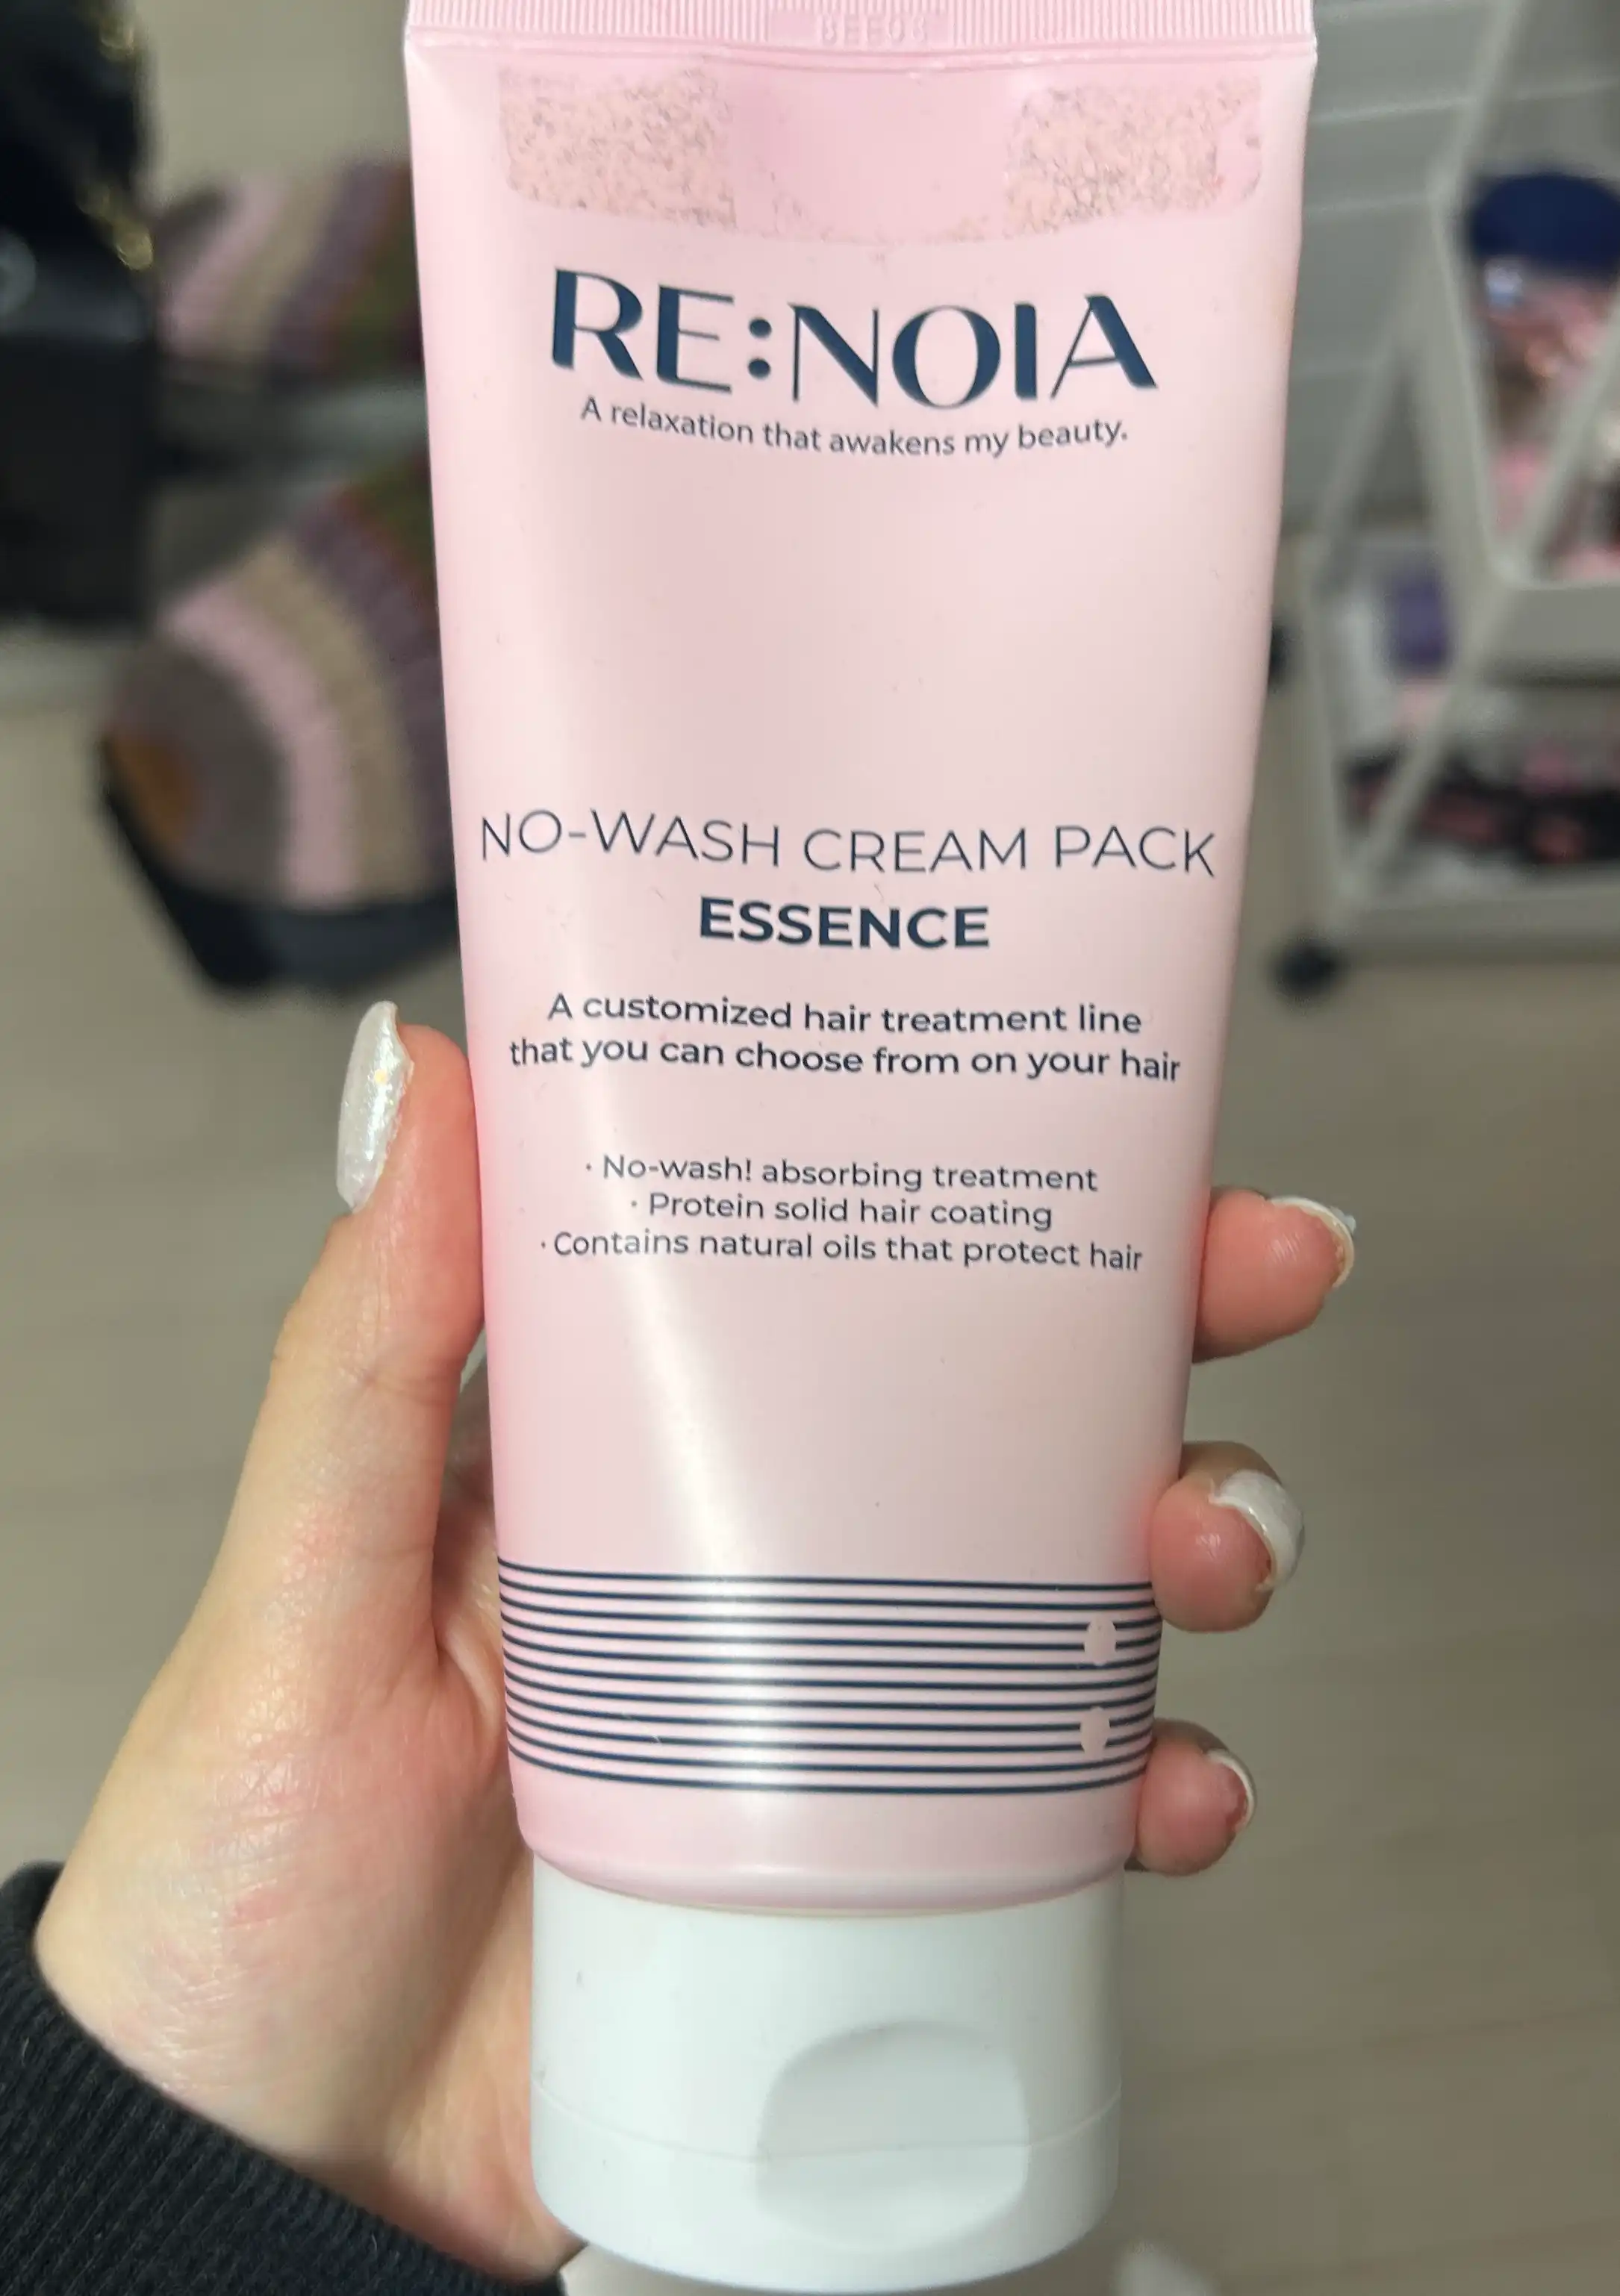 RE:NOIA
A relaxation that awakens my beauty.
NO-WASH CREAM PACK
ESSENCE
A customized hair treatment line
that you can choose from on your hair
· No-wash! absorbing treatment
· Protein solid hair coating
· Contains natural oils that protect hair